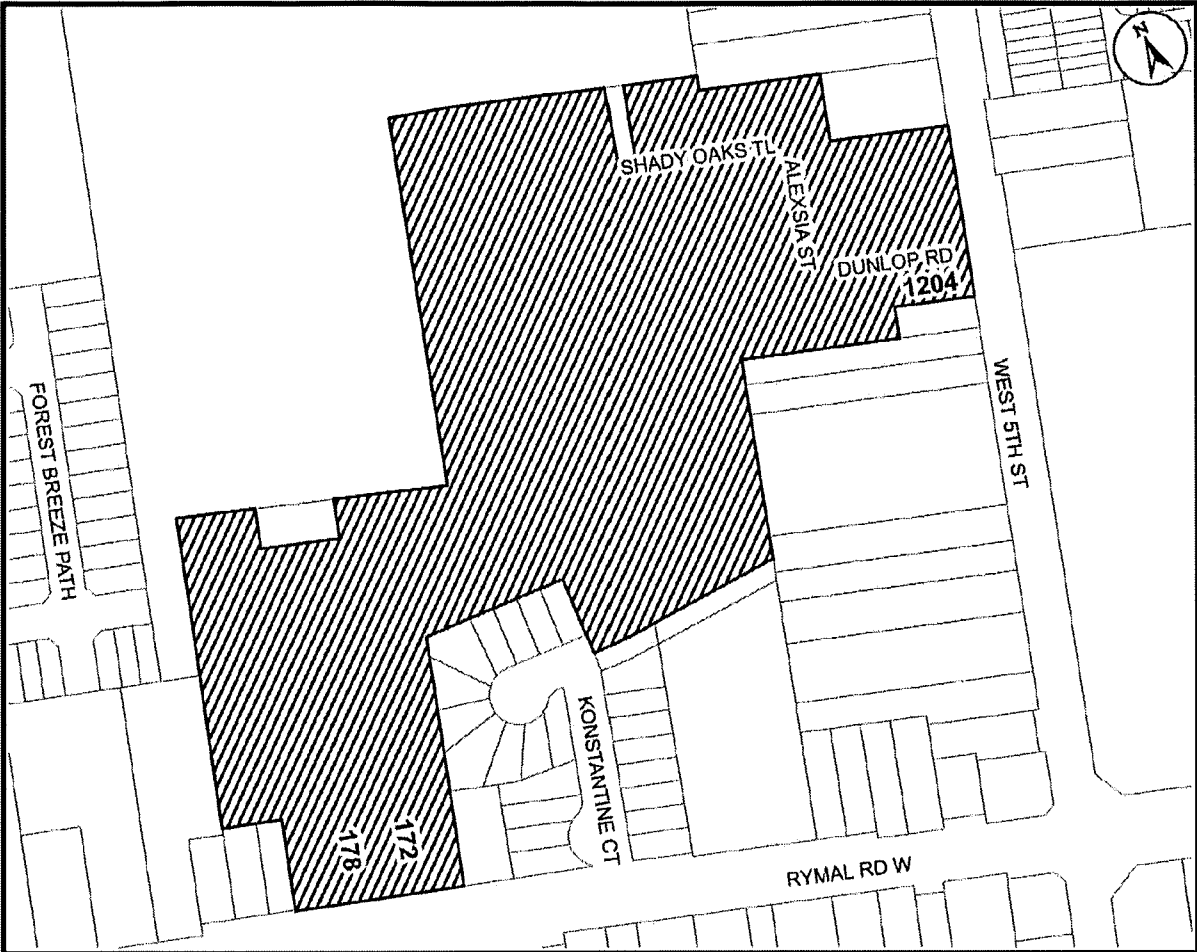 N
SHADY OAKS TL
ALEXSIA ST
DUNLOP RD
1204
WEST 5TH ST
FOREST BREEZE PATH
KONSTANTINE CT
172
178
RYMAL RD W